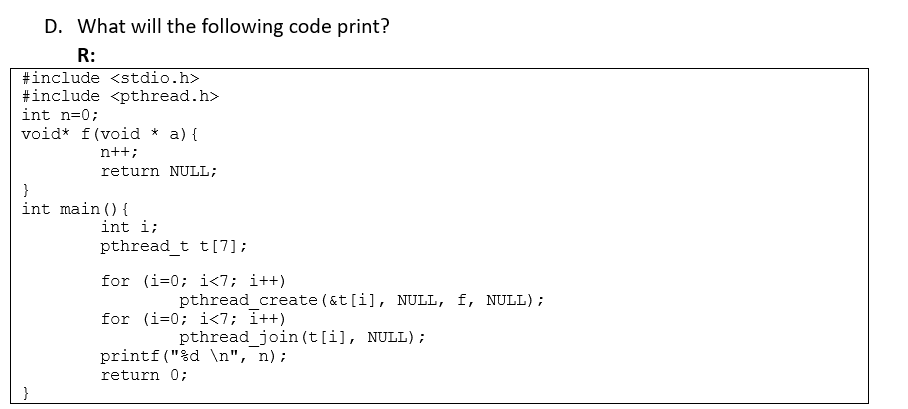 D. What will the following code print?
R:
#include <stdio.h>
#include <pthread.h>
int n=0;
void* f(void * a){
n++;
return NULL;
}
int main(){
int i;
pthread_t t[7];
for (i=0; i<7; i++)
pthread_create(&t[i], NULL, f, NULL);
for (i=0; i<7; i++)
pthread_join(t[i], NULL);
printf("%d \n", n);
return 0;
}